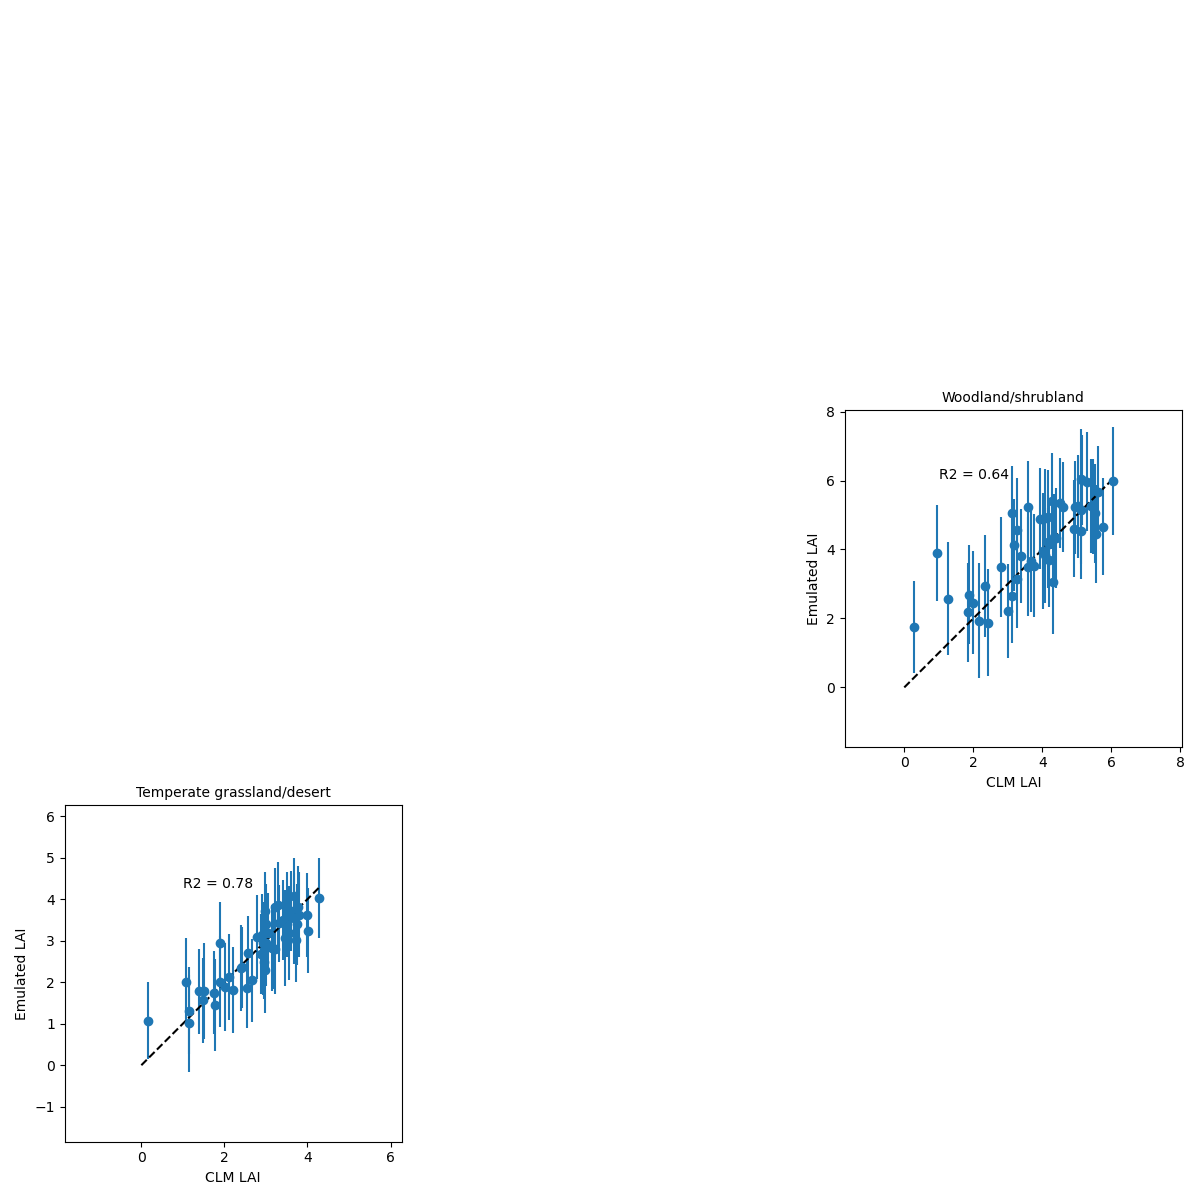 Woodland/shrubland
8
6
4
2
0
R2 = 0.64
Emulated LAI
0 2 4 6 8
CLM LAI
Temperate grassland/desert
6
5
4
3
2
1
0
−1
R2 = 0.78
Emulated LAI
0 2 4 6
CLM LAI